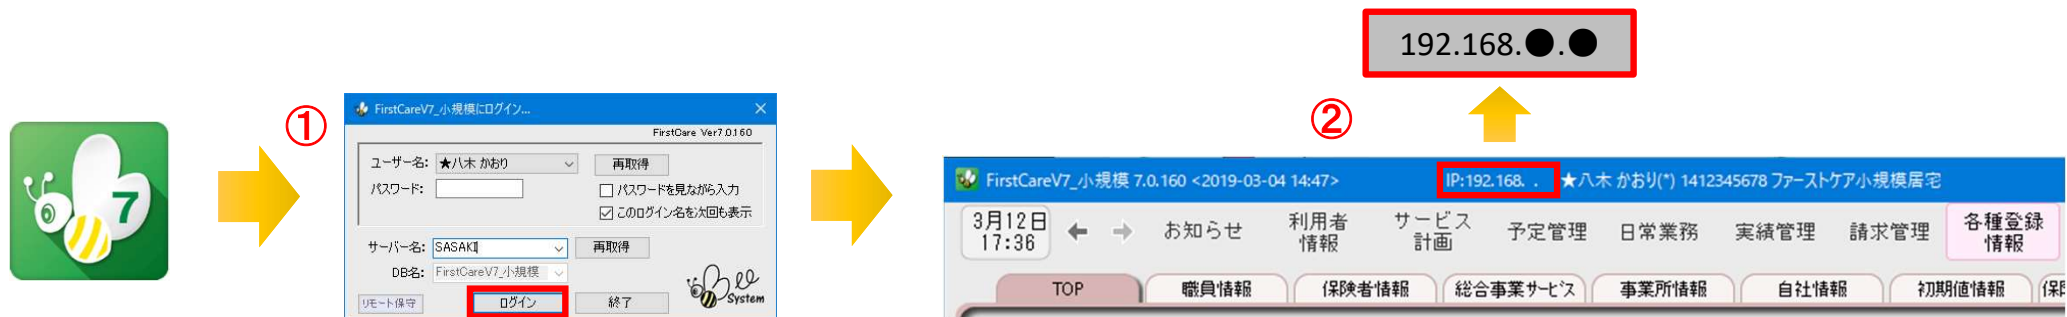 7
①
FirstCareV7_小規模にログイン...
FirstCare Ver7.0.160
ユーザー名: ★八木 かおり 再取得
パスワード: パスワードを見ながら入力
このログイン名を次回も表示
サーバー名: SASAKI 再取得
DB名: FirstCareV7_小規模
リモート保守 ログイン 終了
Bee System
192.168.●.●
②
FirstCareV7_小規模 7.0.160 <2019-03-04 14:47> IP:192.168. . ★八木 かおり(*) 1412345678 ファーストケア小規模居宅
3月12日 17:36 お知らせ 利用者情報 サービス計画 予定管理 日常業務 実績管理 請求管理 各種登録情報
TOP 職員情報 保険者情報 総合事業サービス 事業所情報 自社情報 初期値情報